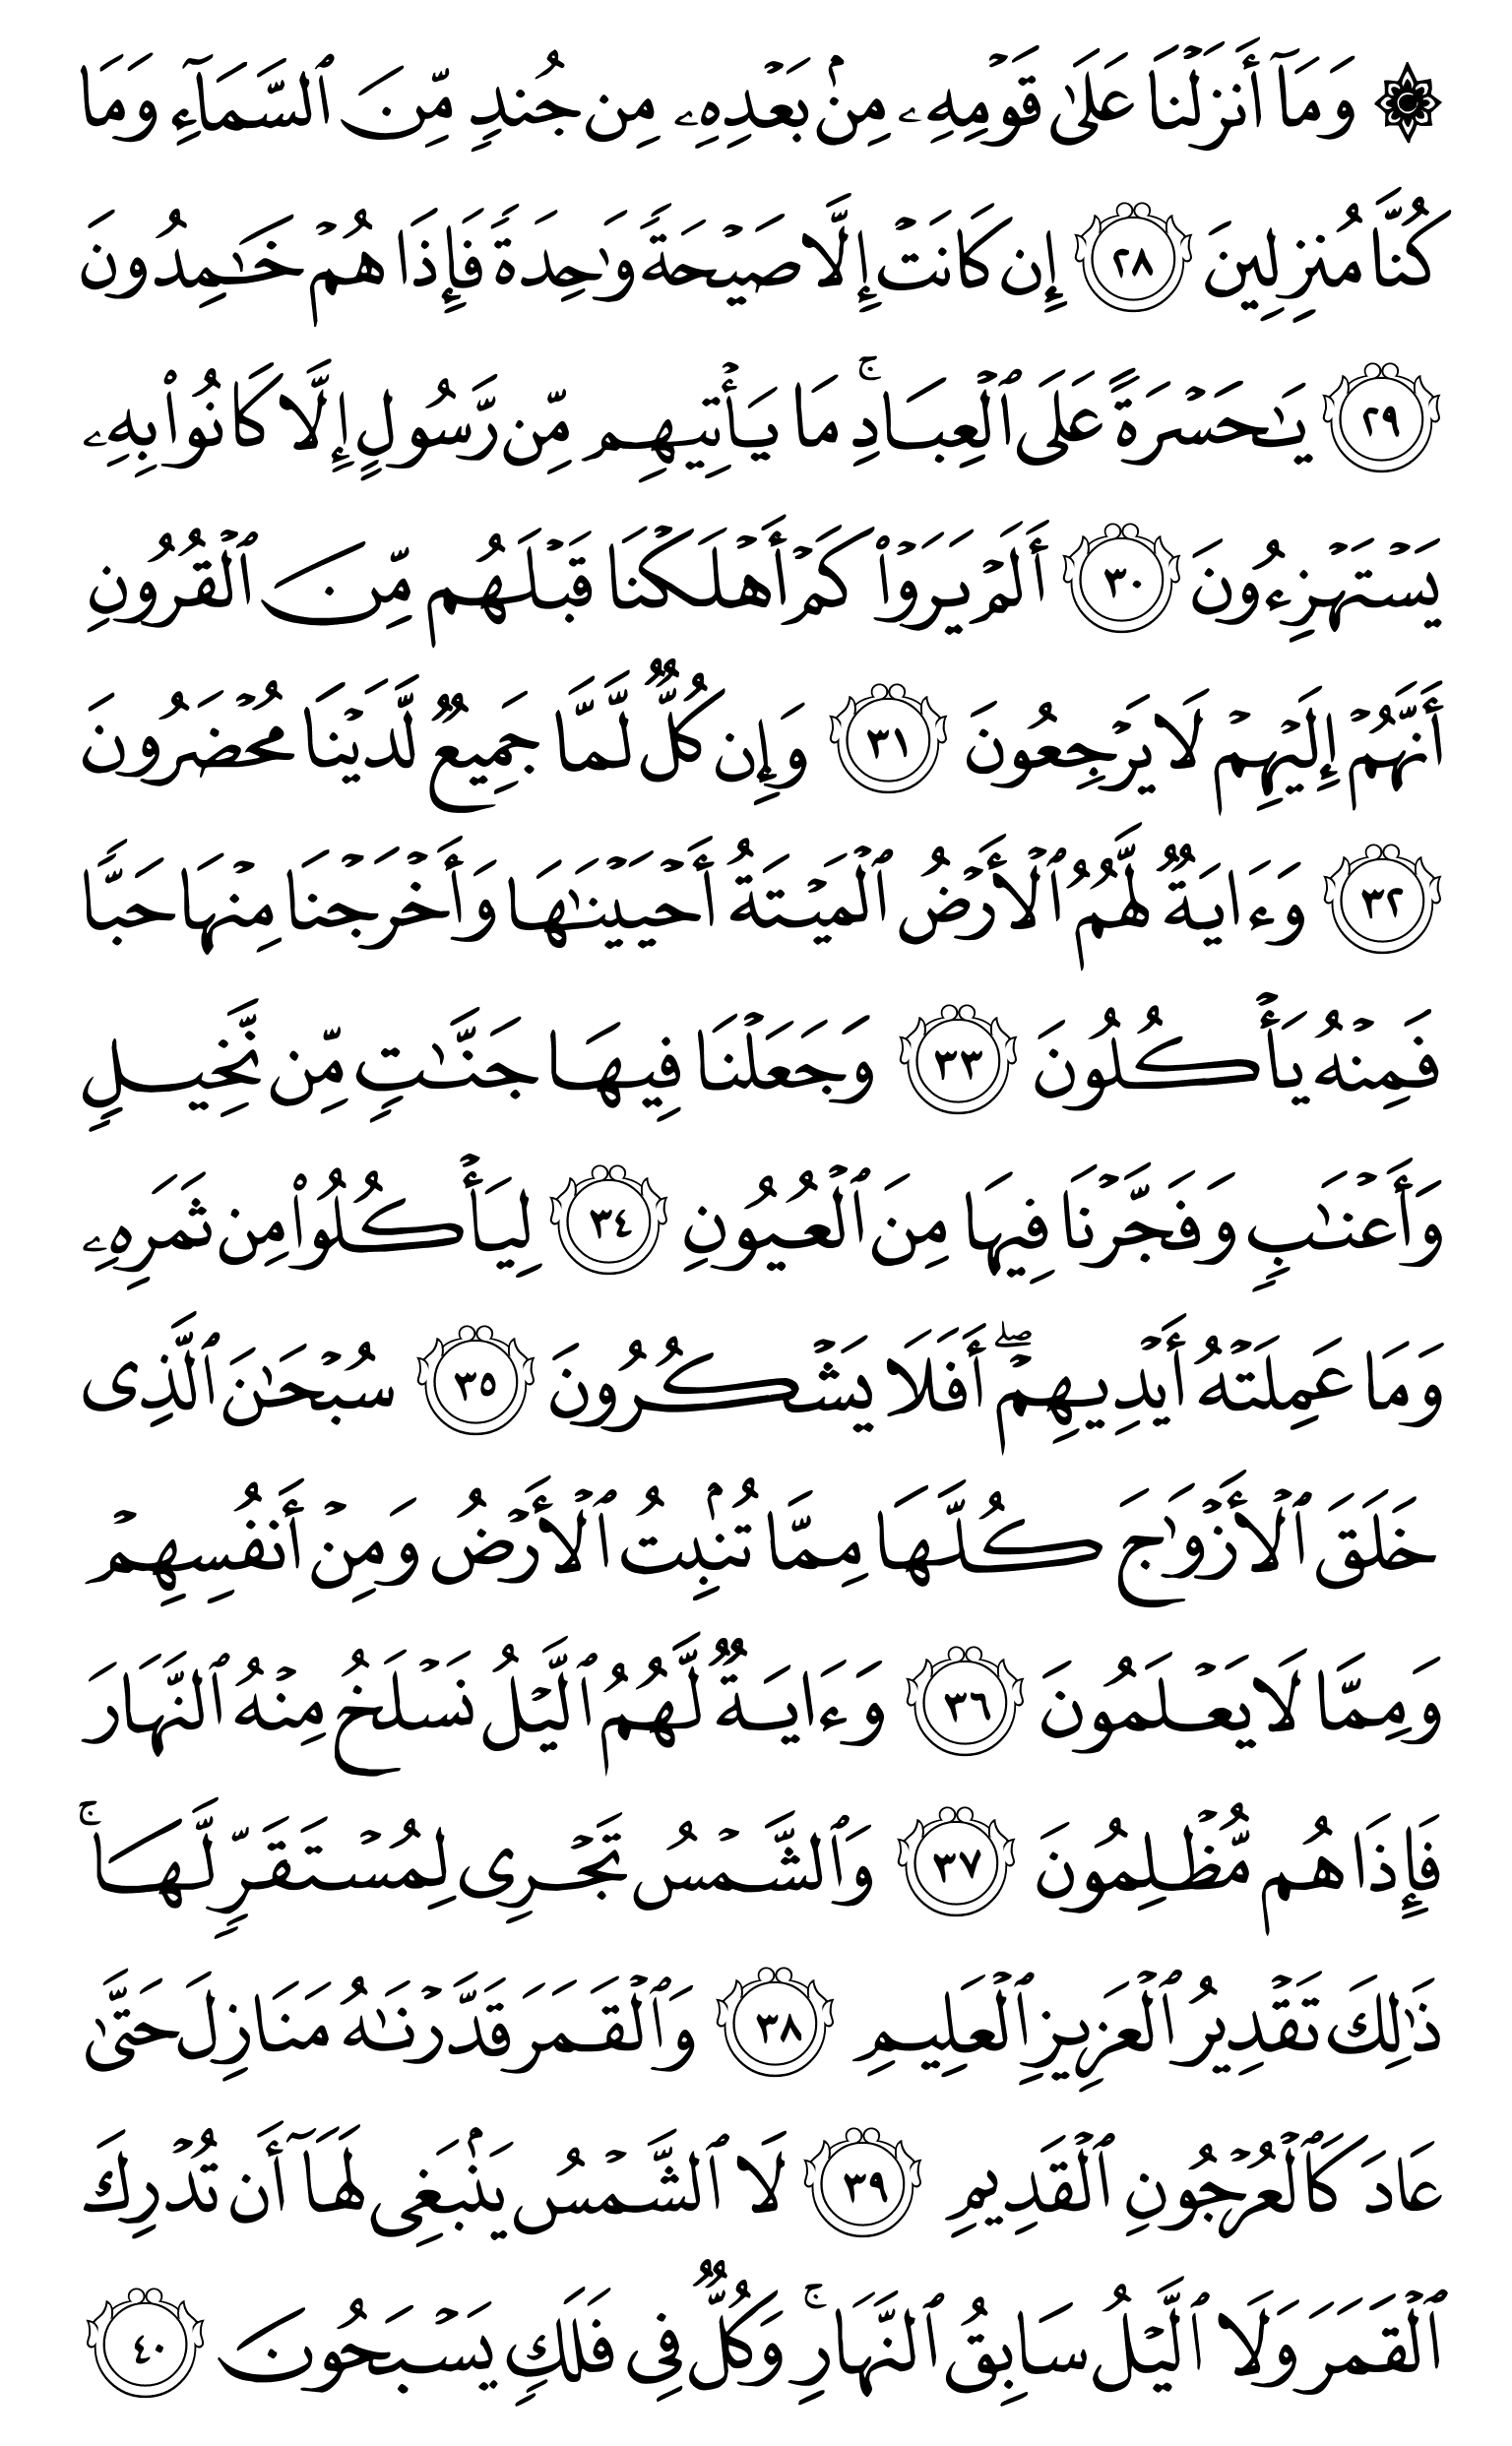 ۞ وَمَآ أَنزَلْنَا عَلَىٰ قَوْمِهِۦ مِنۢ بَعْدِهِۦ مِن جُندٍ مِّنَ ٱلسَّمَآءِ وَمَا
كُنَّا مُنزِلِينَ ٢٨ إِن كَانَتْ إِلَّا صَيْحَةً وَٰحِدَةً فَإِذَا هُمْ خَـٰمِدُونَ
٢٩ يَـٰحَسْرَةً عَلَى ٱلْعِبَادِ ۚ مَا يَأْتِيهِم مِّن رَّسُولٍ إِلَّا كَانُوا۟ بِهِۦ
يَسْتَهْزِءُونَ ٣٠ أَلَمْ يَرَوْا۟ كَمْ أَهْلَكْنَا قَبْلَهُم مِّنَ ٱلْقُرُونِ
أَنَّهُمْ إِلَيْهِمْ لَا يَرْجِعُونَ ٣١ وَإِن كُلٌّ لَّمَّا جَمِيعٌ لَّدَيْنَا مُحْضَرُونَ
٣٢ وَءَايَةٌ لَّهُمُ ٱلْأَرْضُ ٱلْمَيْتَةُ أَحْيَيْنَـٰهَا وَأَخْرَجْنَا مِنْهَا حَبًّا
فَمِنْهُ يَأْكُلُونَ ٣٣ وَجَعَلْنَا فِيهَا جَنَّـٰتٍ مِّن نَّخِيلٍ
وَأَعْنَـٰبٍ وَفَجَّرْنَا فِيهَا مِنَ ٱلْعُيُونِ ٣٤ لِيَأْكُلُوا۟ مِن ثَمَرِهِۦ
وَمَا عَمِلَتْهُ أَيْدِيهِمْ ۖ أَفَلَا يَشْكُرُونَ ٣٥ سُبْحَـٰنَ ٱلَّذِى
خَلَقَ ٱلْأَزْوَٰجَ كُلَّهَا مِمَّا تُنۢبِتُ ٱلْأَرْضُ وَمِنْ أَنفُسِهِمْ
وَمِمَّا لَا يَعْلَمُونَ ٣٦ وَءَايَةٌ لَّهُمُ ٱلَّيْلُ نَسْلَخُ مِنْهُ ٱلنَّهَارَ
فَإِذَا هُم مُّظْلِمُونَ ٣٧ وَٱلشَّمْسُ تَجْرِى لِمُسْتَقَرٍّ لَّهَا ۚ
ذَٰلِكَ تَقْدِيرُ ٱلْعَزِيزِ ٱلْعَلِيمِ ٣٨ وَٱلْقَمَرَ قَدَّرْنَـٰهُ مَنَازِلَ حَتَّىٰ
عَادَ كَٱلْعُرْجُونِ ٱلْقَدِيمِ ٣٩ لَا ٱلشَّمْسُ يَنۢبَغِى لَهَآ أَن تُدْرِكَ
ٱلْقَمَرَ وَلَا ٱلَّيْلُ سَابِقُ ٱلنَّهَارِ ۚ وَكُلٌّ فِى فَلَكٍ يَسْبَحُونَ ٤٠